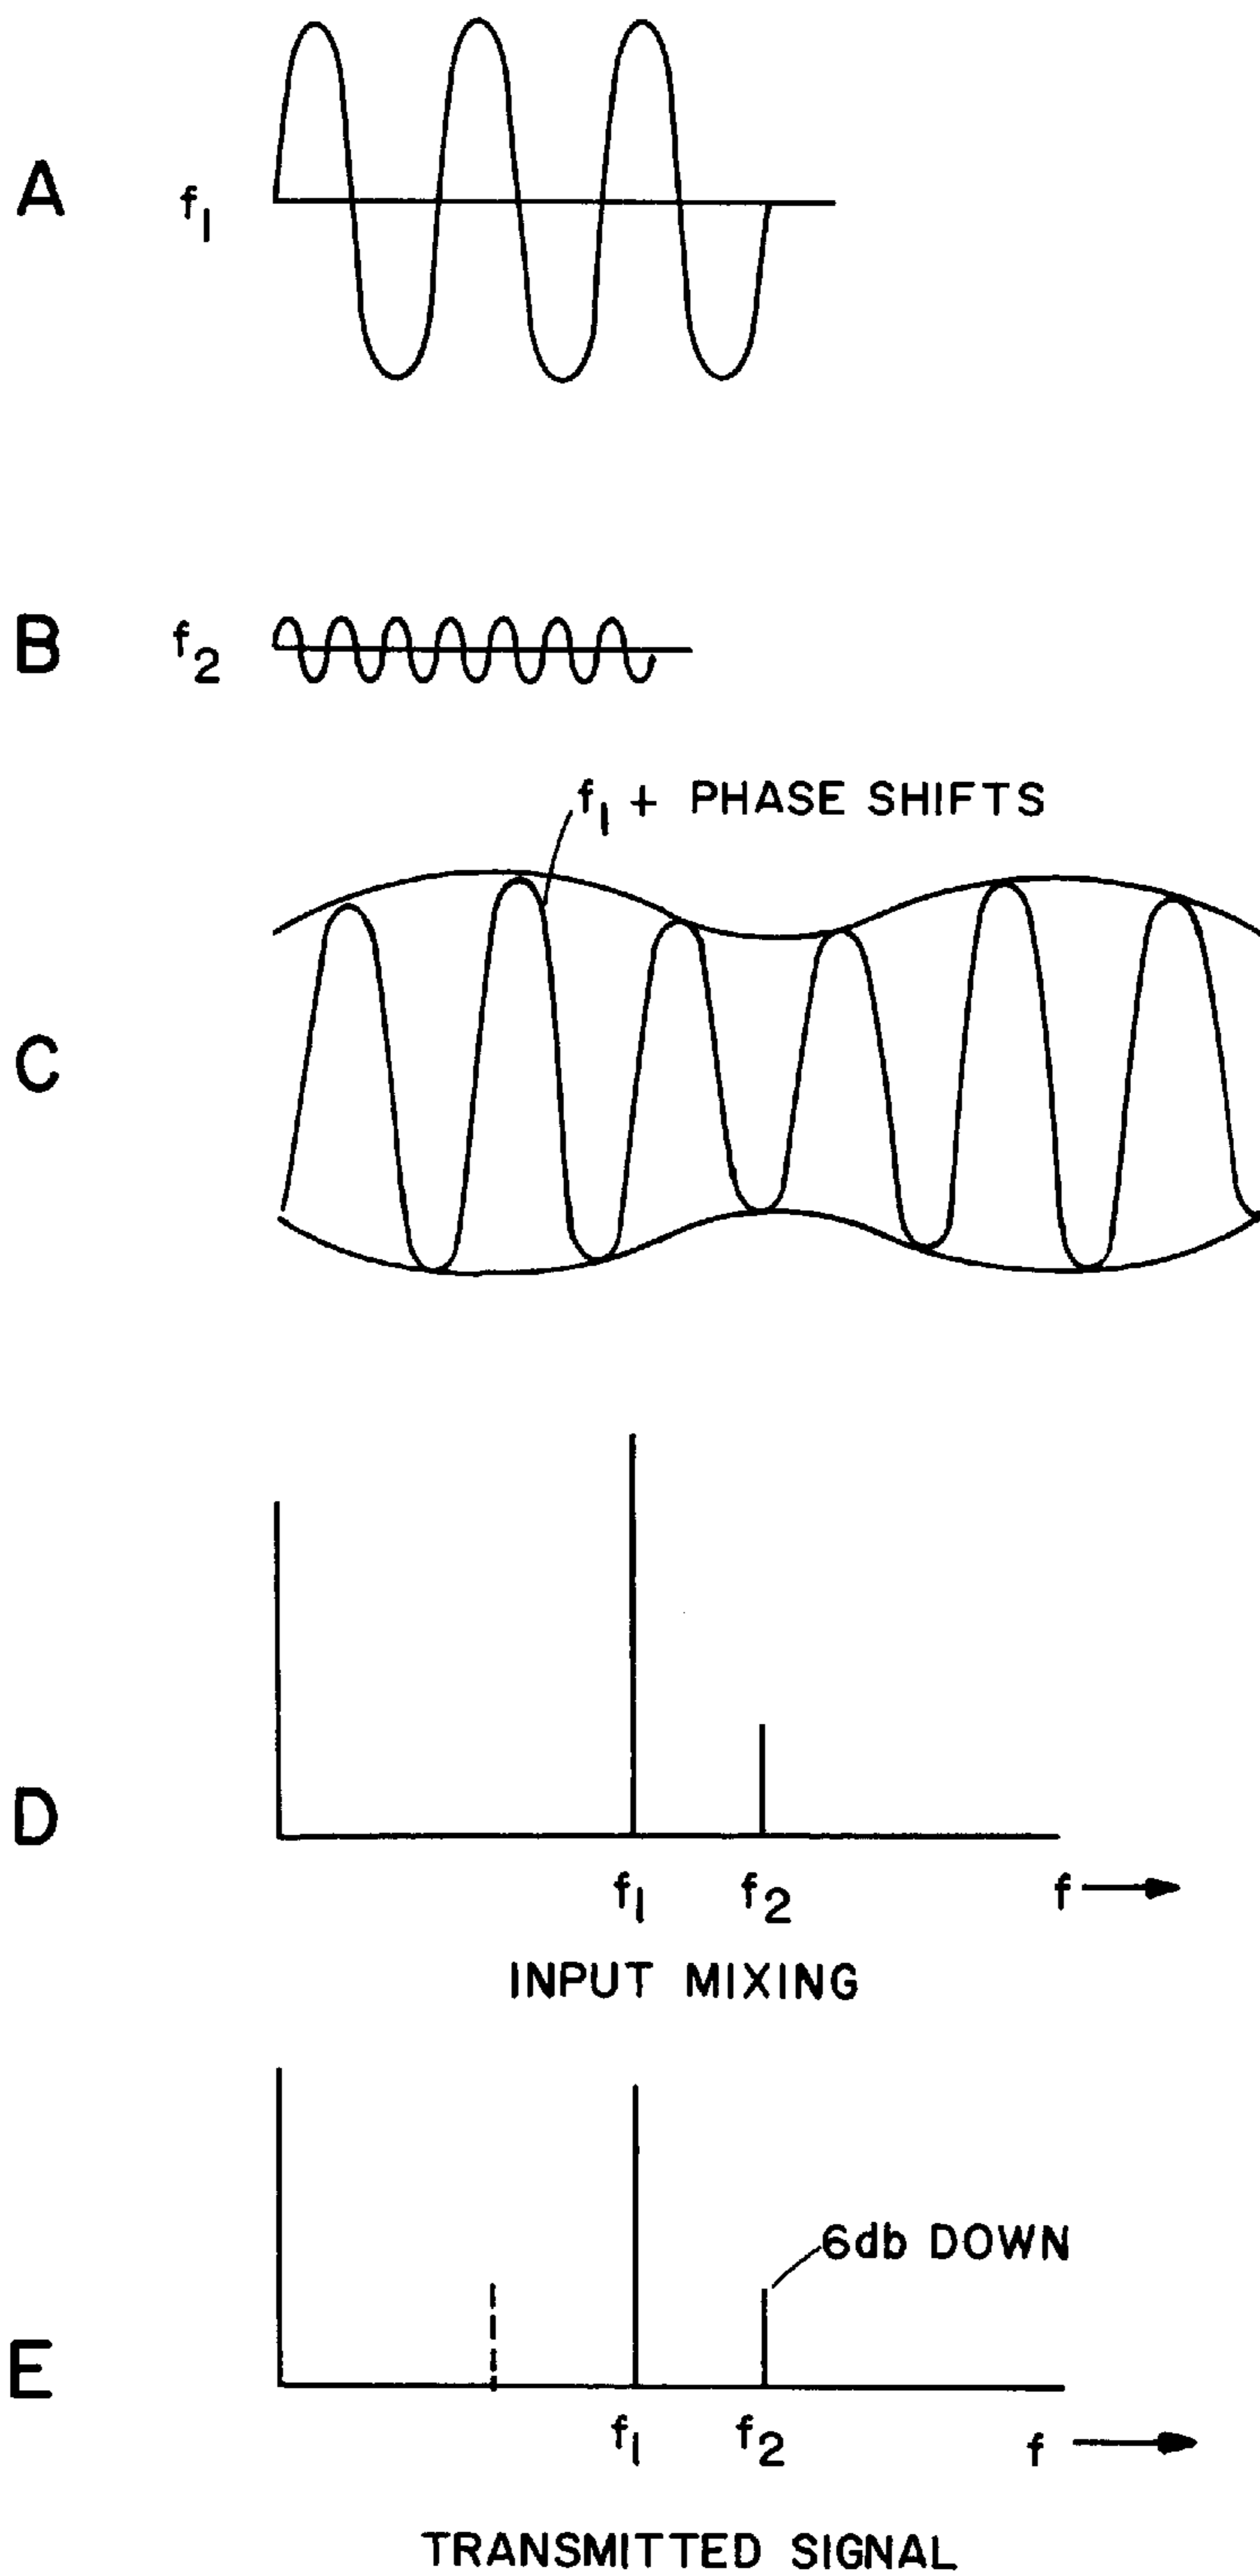 A f₁
B f₂
f₁ + PHASE SHIFTS
C
D
f₁ f₂ f
INPUT MIXING
6db DOWN
E
f₁ f₂ f
TRANSMITTED SIGNAL